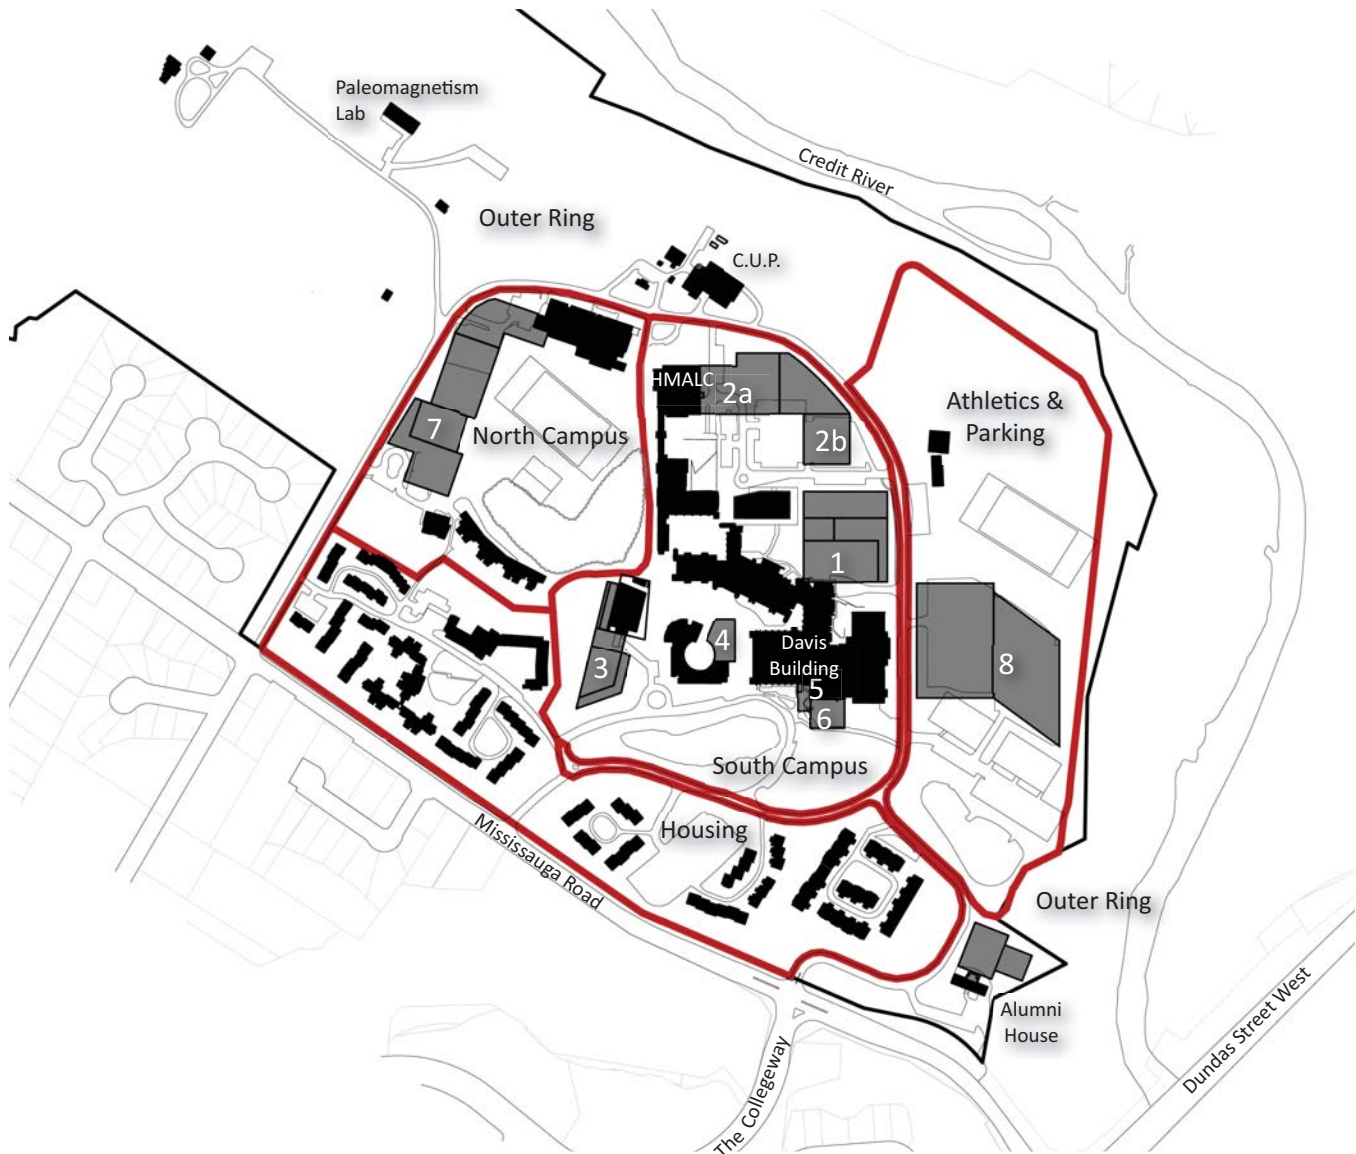 Paleomagnetism
Lab
Credit River
Outer Ring
C.U.P.
HMALC
2a
Athletics &
Parking
7
North Campus
2b
1
4
Davis
Building
3
8
5
6
South Campus
Housing
Mississauga Road
Outer Ring
Alumni
House
Dundas Street West
The Collegeway